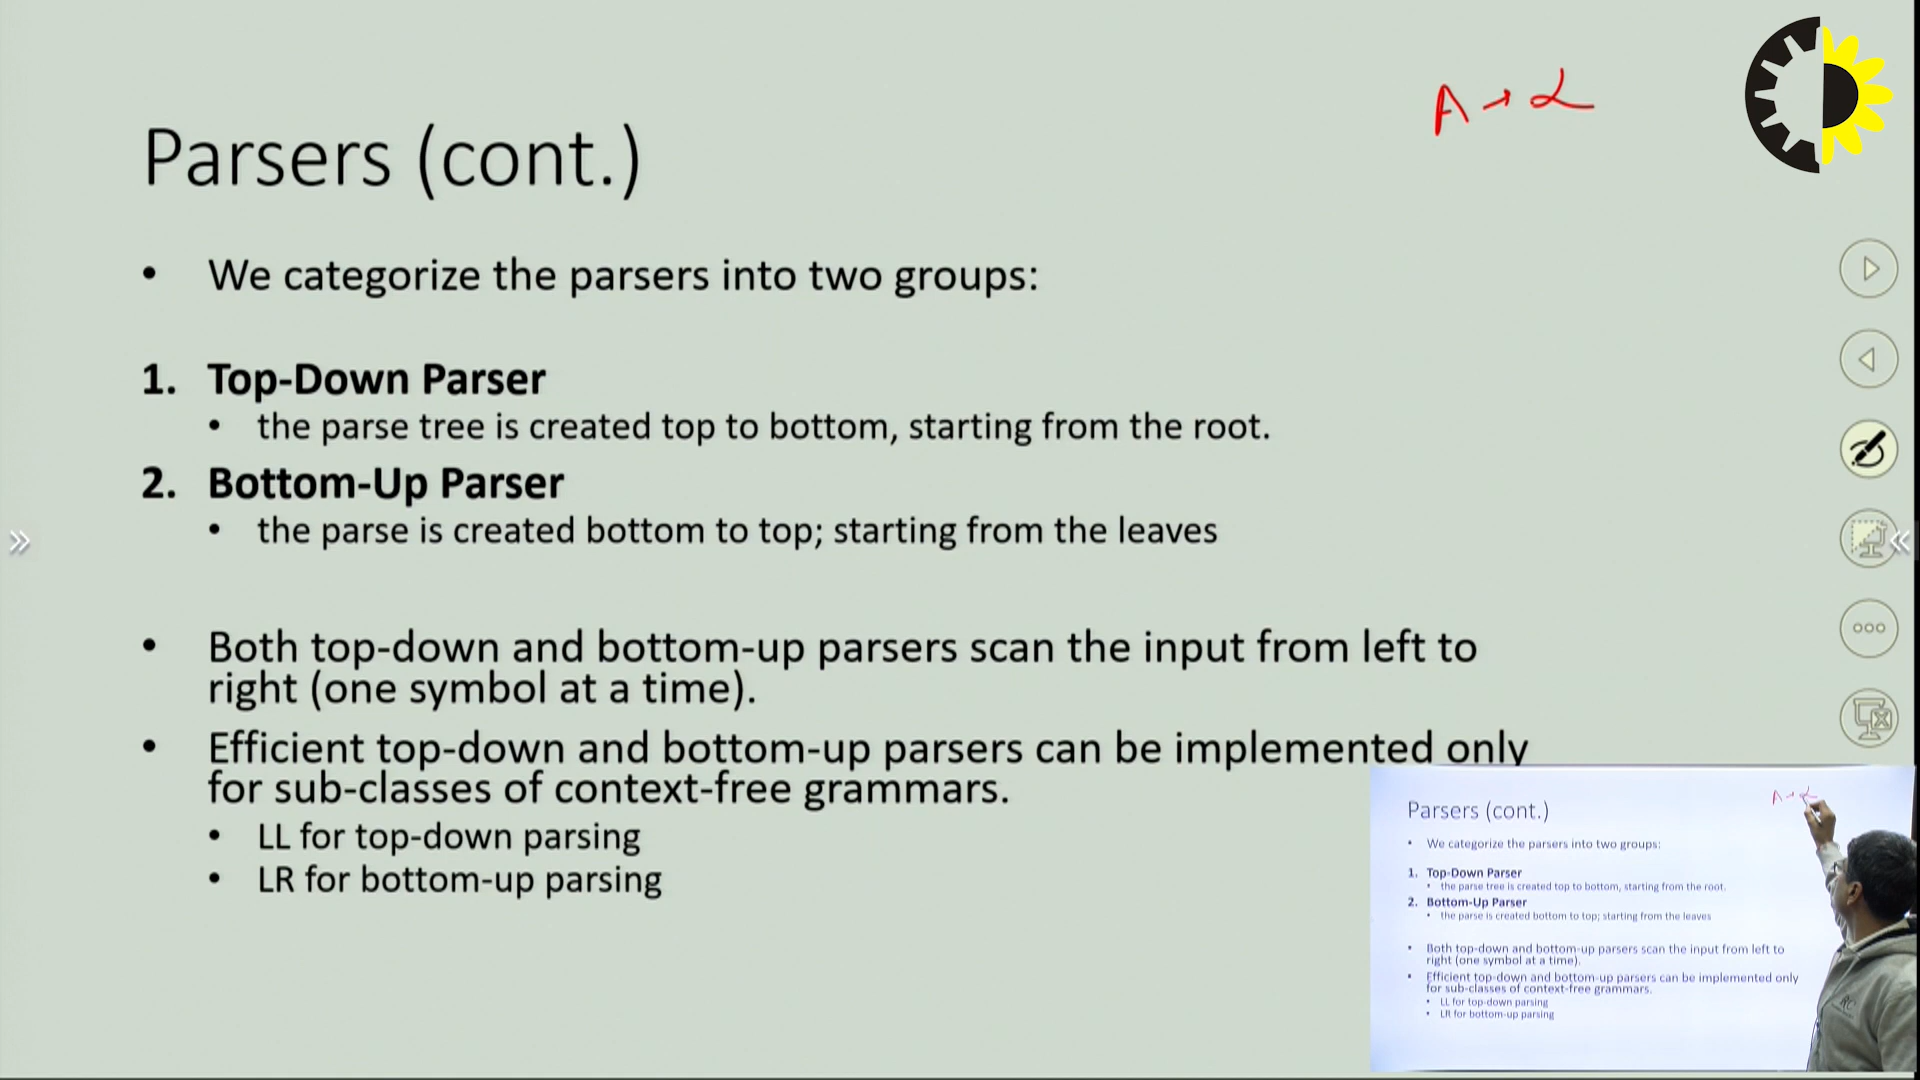 A → α
Parsers (cont.)
• We categorize the parsers into two groups:
1. Top-Down Parser
• the parse tree is created top to bottom, starting from the root.
2. Bottom-Up Parser
• the parse is created bottom to top; starting from the leaves
• Both top-down and bottom-up parsers scan the input from left to
right (one symbol at a time).
• Efficient top-down and bottom-up parsers can be implemented only
for sub-classes of context-free grammars.
• LL for top-down parsing
• LR for bottom-up parsing
A → α
Parsers (cont.)
• We categorize the parsers into two groups:
1. Top-Down Parser
• the parse tree is created top to bottom, starting from the root.
2. Bottom-Up Parser
• the parse is created bottom to top; starting from the leaves
• Both top-down and bottom-up parsers scan the input from left to
right (one symbol at a time).
• Efficient top-down and bottom-up parsers can be implemented only
for sub-classes of context-free grammars.
• LL for top-down parsing
• LR for bottom-up parsing